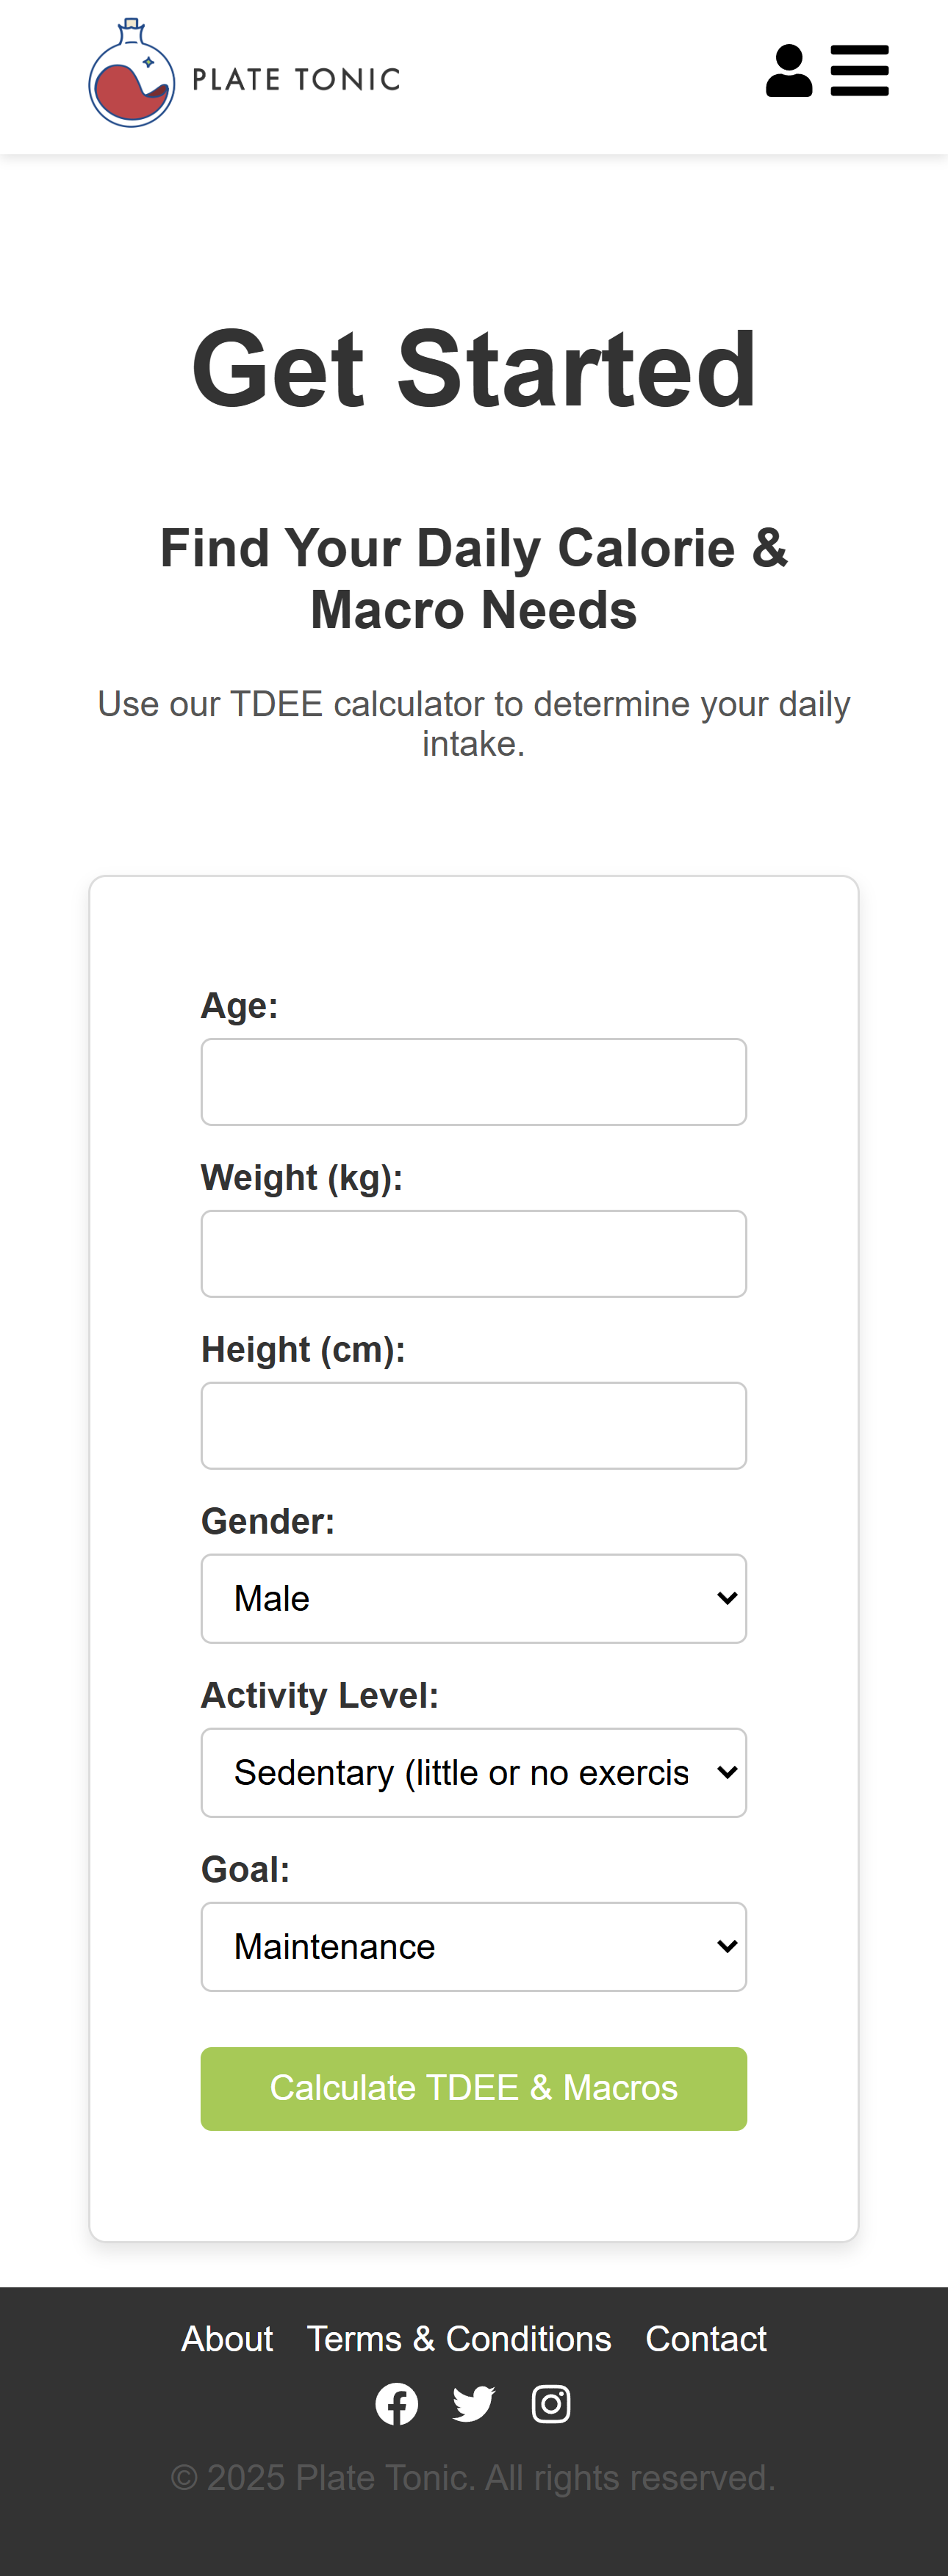 PLATE TONIC
Get Started
Find Your Daily Calorie &
Macro Needs
Use our TDEE calculator to determine your daily
intake.
Age:
Weight (kg):
Height (cm):
Gender:
Male
Activity Level:
Sedentary (little or no exercis
Goal:
Maintenance
Calculate TDEE & Macros
About Terms & Conditions Contact
© 2025 Plate Tonic. All rights reserved.